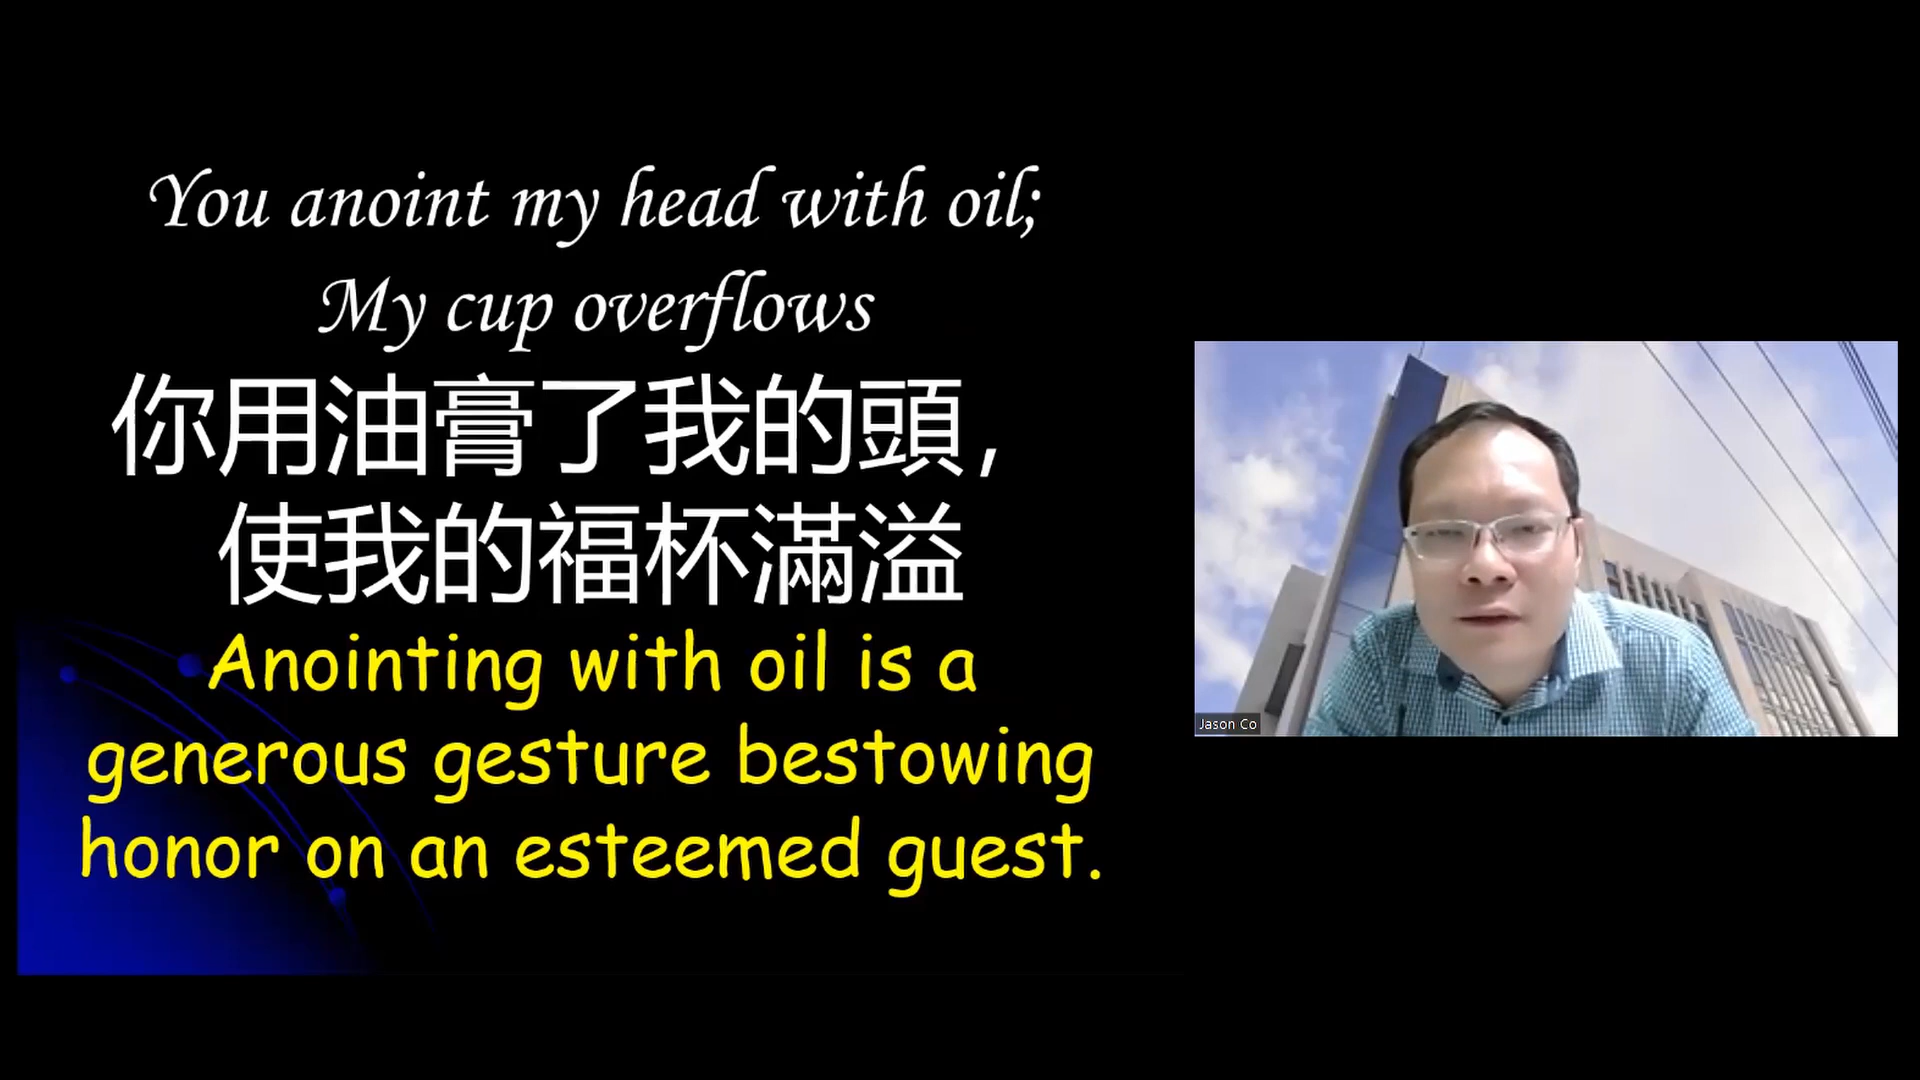 You anoint my head with oil;
My cup overflows
你用油膏了我的頭，
使我的福杯滿溢
Anointing with oil is a
generous gesture bestowing
honor on an esteemed guest.
Jason Co